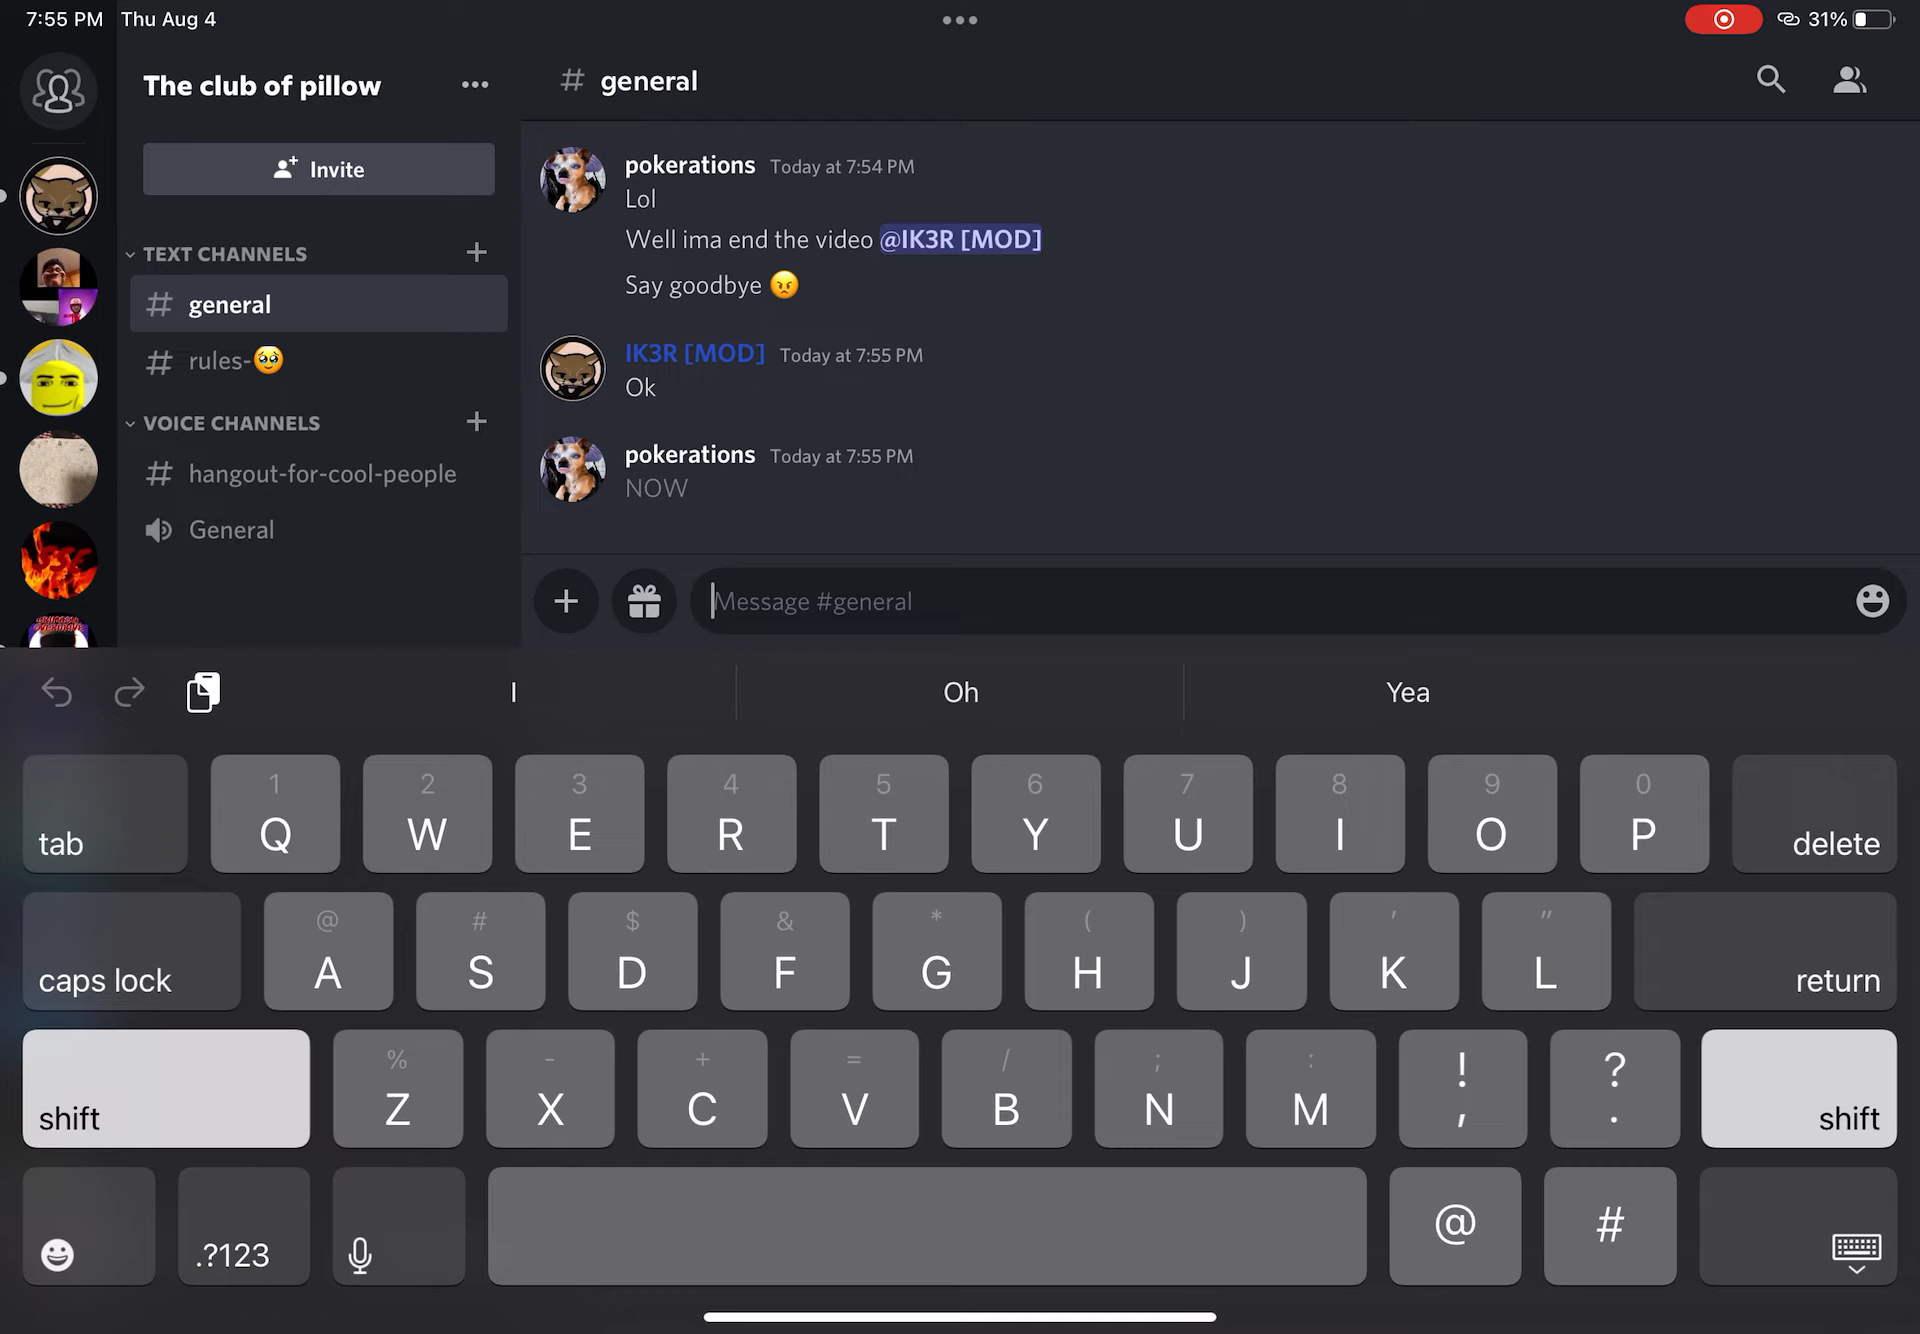 7:55 PM Thu Aug 4
31%
The club of pillow
Invite
TEXT CHANNELS
# general
# rules-🥹
VOICE CHANNELS
# hangout-for-cool-people
General
# general
pokerations Today at 7:54 PM
Lol
Well ima end the video @IK3R [MOD]
Say goodbye 😠
IK3R [MOD] Today at 7:55 PM
Ok
pokerations Today at 7:55 PM
NOW
Message #general
I Oh Yea
1 2 3 4 5 6 7 8 9 0
tab Q W E R T Y U I O P delete
@ # $ & * ( ) ' "
caps lock A S D F G H J K L return
% - + = / ; : ! ?
shift Z X C V B N M , . shift
.?123 @ #